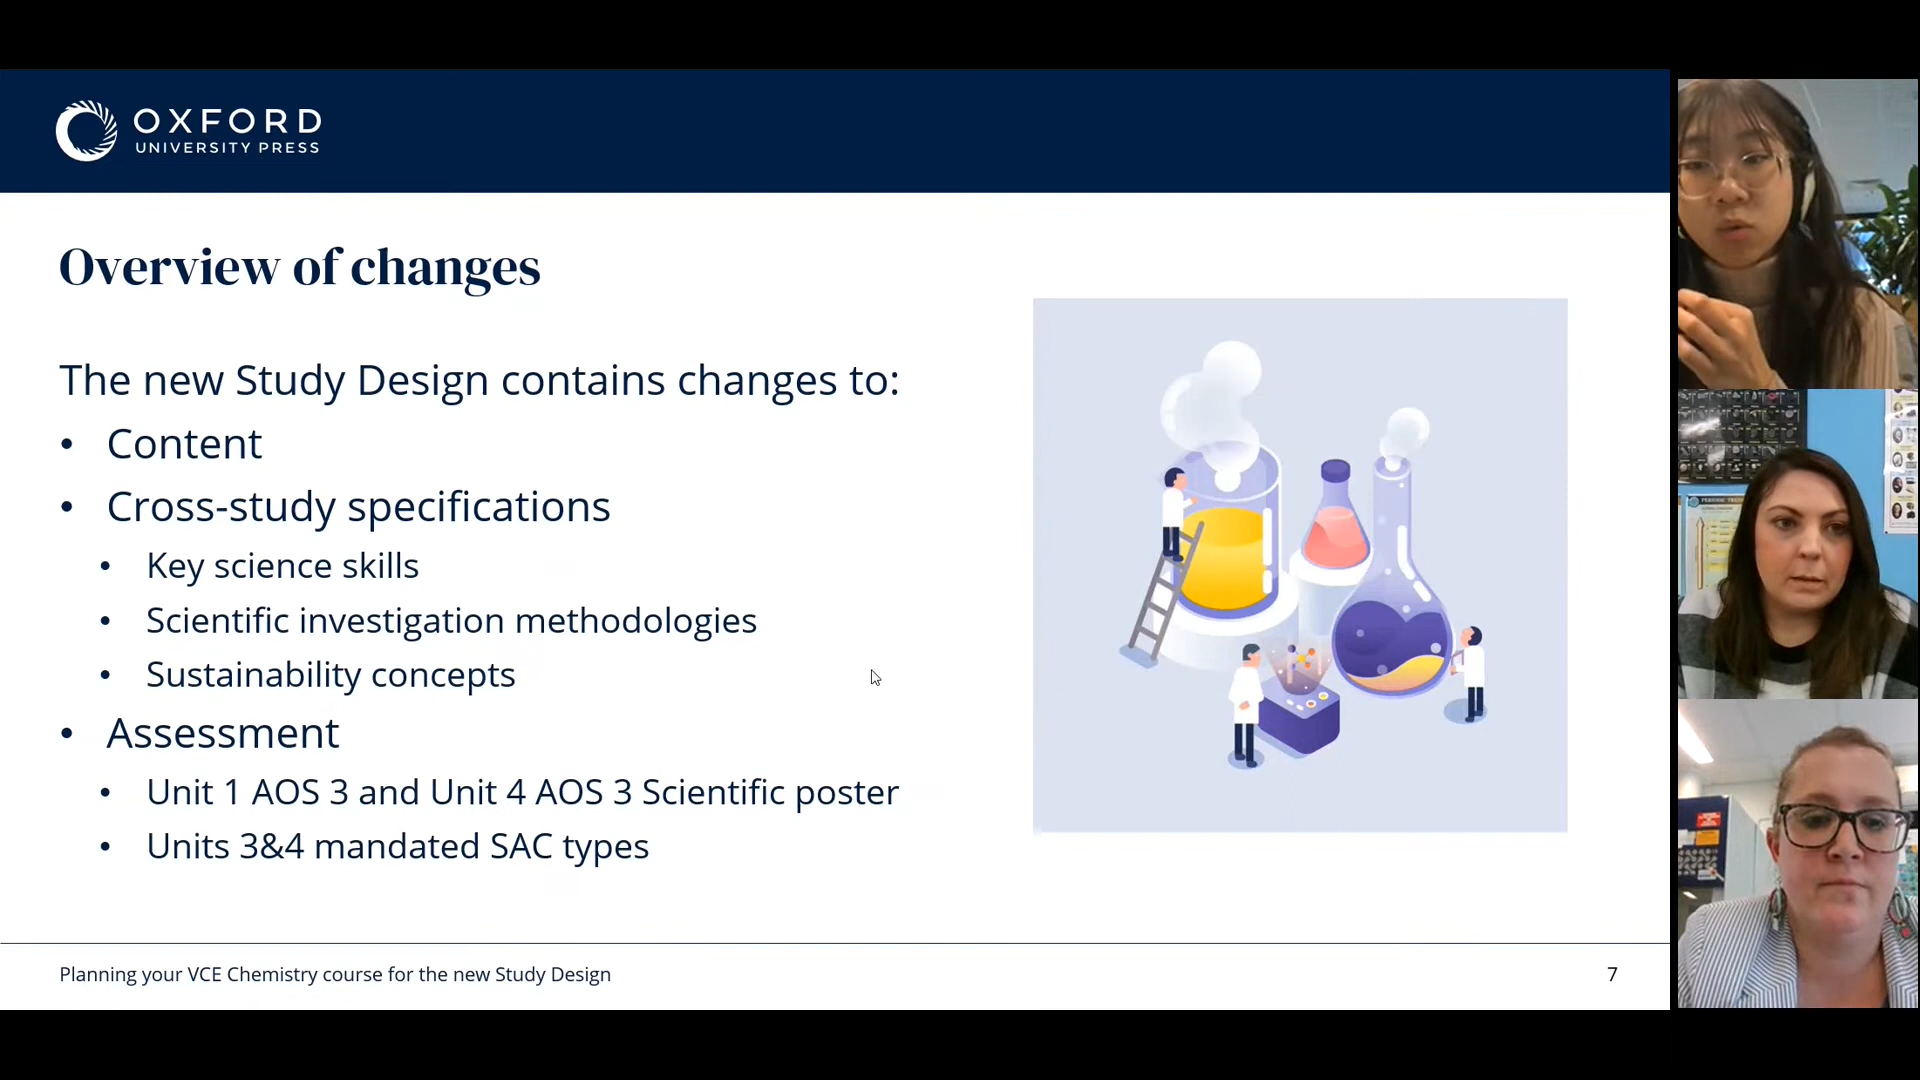 OXFORD
UNIVERSITY PRESS
Overview of changes
The new Study Design contains changes to:
• Content
• Cross-study specifications
• Key science skills
• Scientific investigation methodologies
• Sustainability concepts
• Assessment
• Unit 1 AOS 3 and Unit 4 AOS 3 Scientific poster
• Units 3&4 mandated SAC types
Planning your VCE Chemistry course for the new Study Design
7